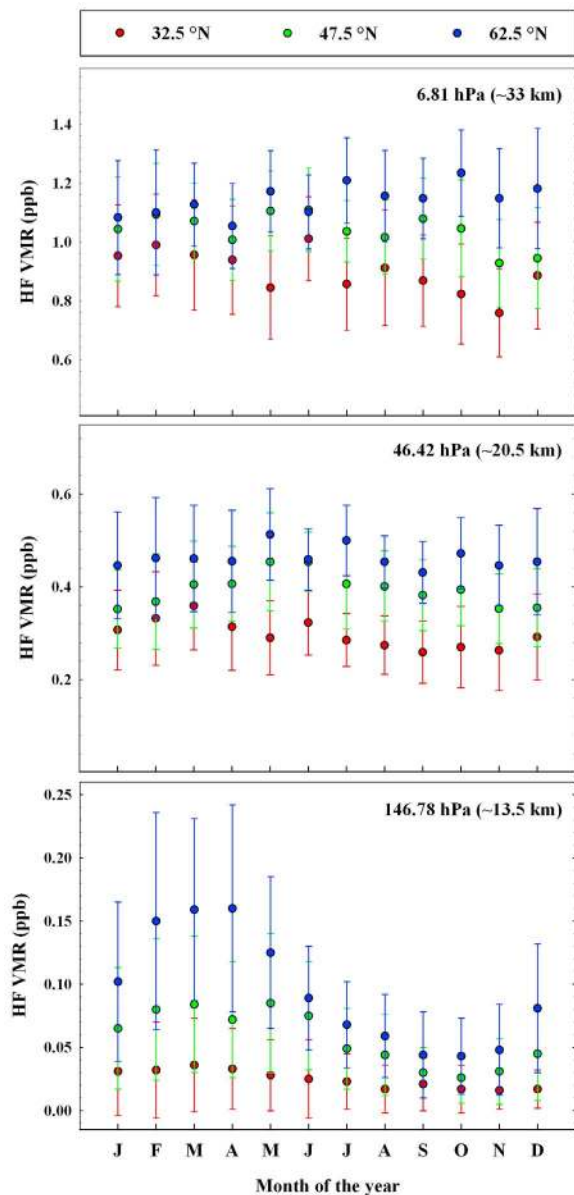 32.5 °N 47.5 °N 62.5 °N
6.81 hPa (~33 km)
1.4
1.2
1.0
0.8
0.6
HF VMR (ppb)
46.42 hPa (~20.5 km)
0.6
0.4
0.2
HF VMR (ppb)
146.78 hPa (~13.5 km)
0.25
0.20
0.15
0.10
0.05
0.00
HF VMR (ppb)
J F M A M J J A S O N D
Month of the year